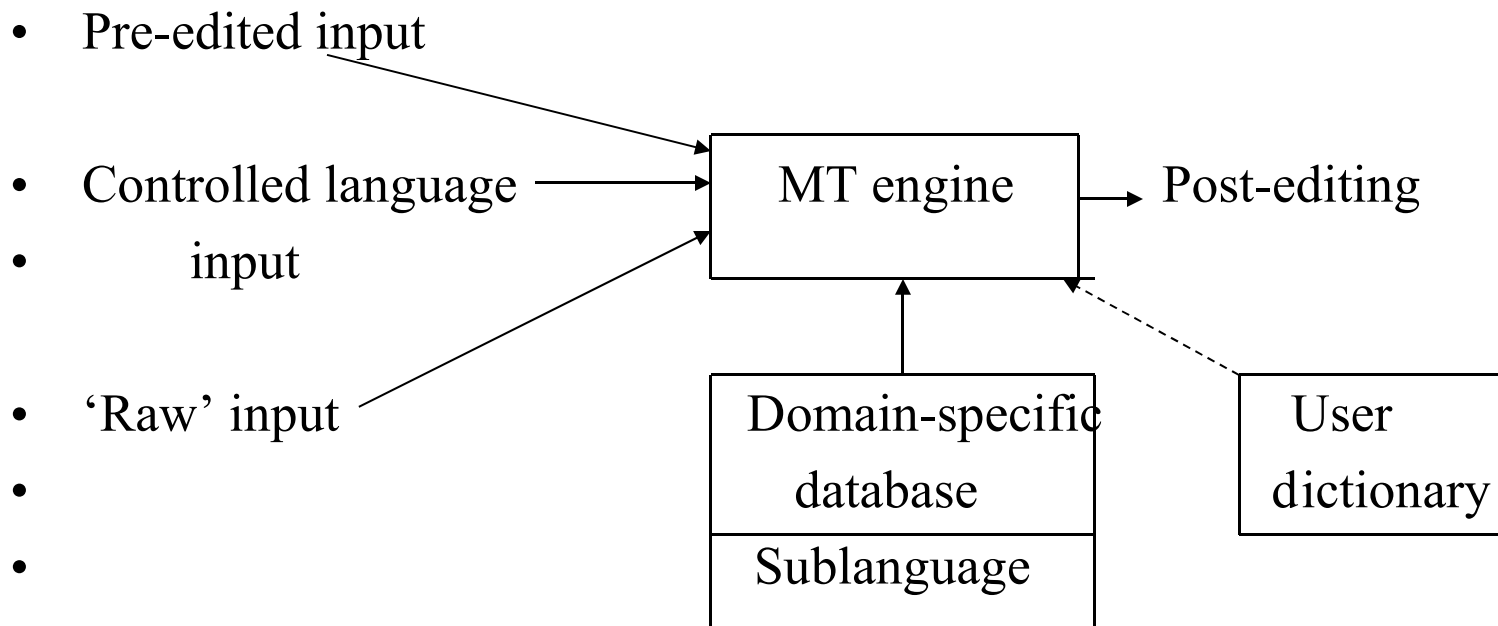 • Pre-edited input
• Controlled language MT engine Post-editing
• input
• ‘Raw’ input Domain-specific User
• database dictionary
• Sublanguage